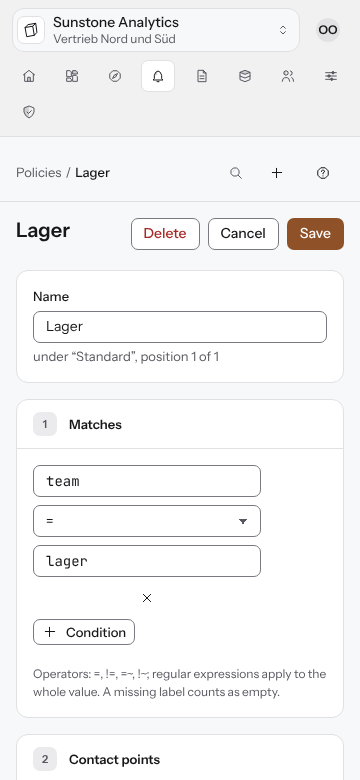 Sunstone Analytics
Vertrieb Nord und Süd
OO
Policies / Lager
Lager
Delete
Cancel
Save
Name
Lager
under “Standard”, position 1 of 1
1 Matches
team
=
lager
Condition
Operators: =, !=, =~, !~; regular expressions apply to the
whole value. A missing label counts as empty.
2 Contact points